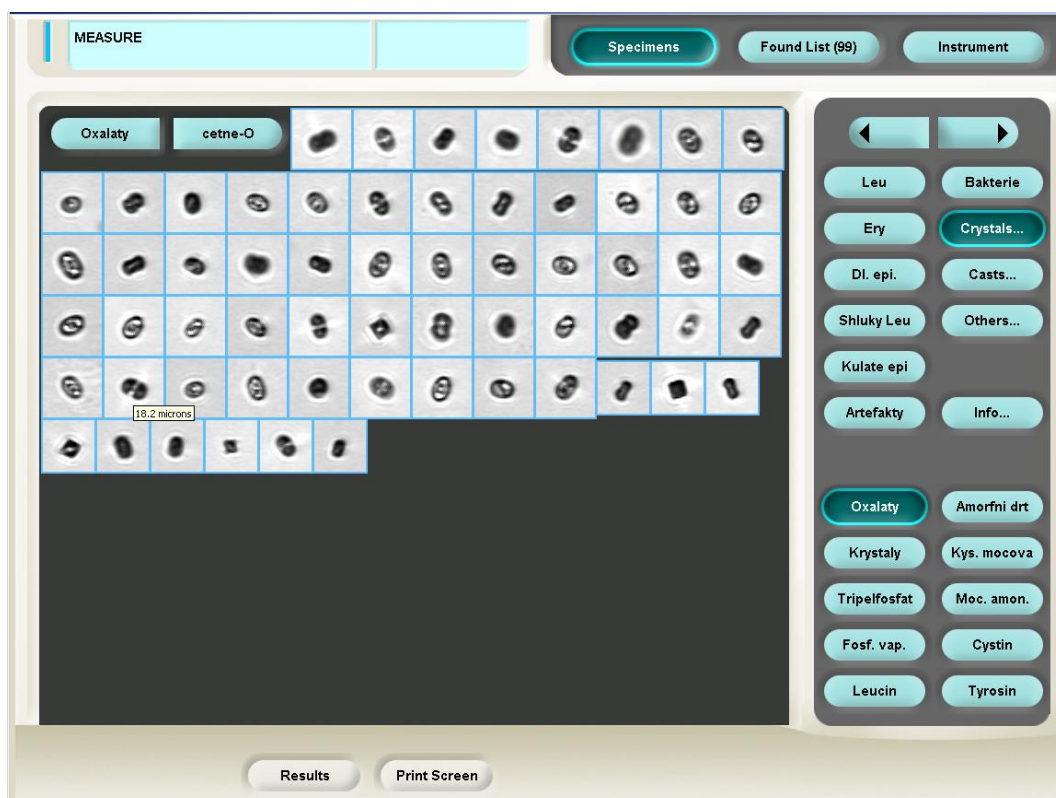 MEASURE
Specimens
Found List (99)
Instrument
Oxalaty
cetne-O
Leu
Bakterie
Ery
Crystals...
Dl. epi.
Casts...
Shluky Leu
Others...
Kulate epi
Artefakty
Info...
18.2 microns
Oxalaty
Amorfni drt
Krystaly
Kys. mocova
Tripelfosfat
Moc. amon.
Fosf. vap.
Cystin
Leucin
Tyrosin
Results
Print Screen